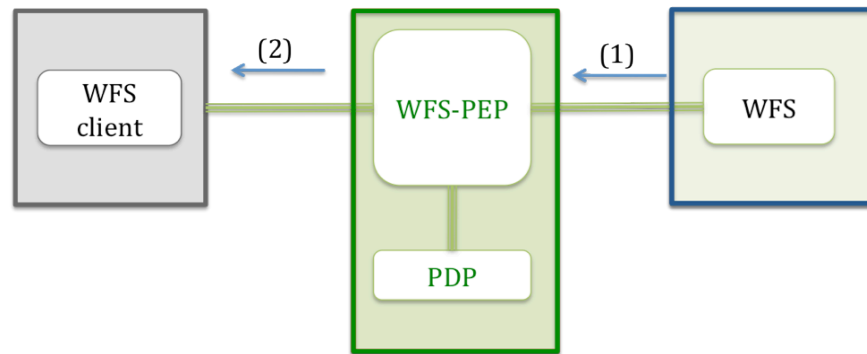 (2)
(1)
WFS
client
WFS-PEP
WFS
PDP